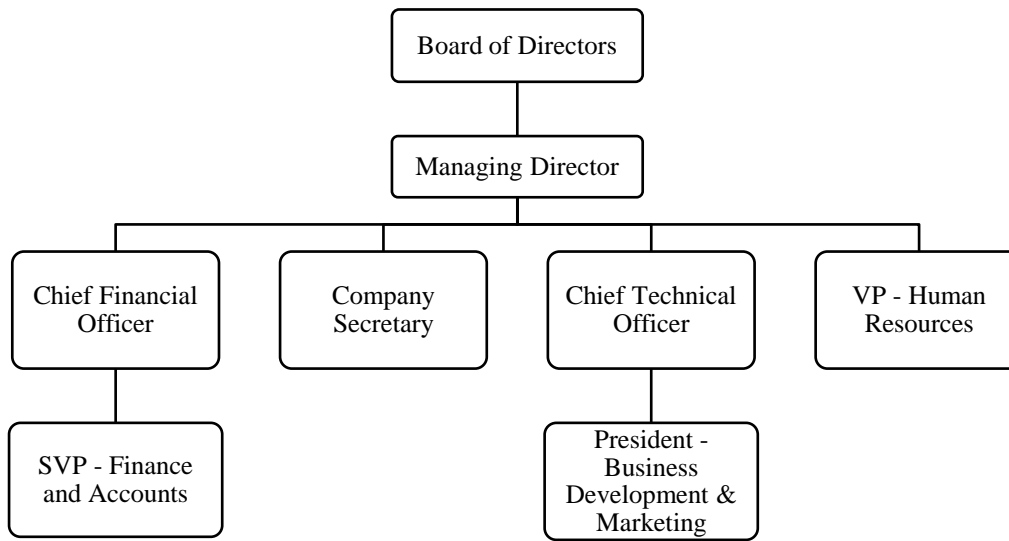 Board of Directors
Managing Director
Chief Financial
Officer
Company
Secretary
Chief Technical
Officer
VP - Human
Resources
SVP - Finance
and Accounts
President -
Business
Development &
Marketing